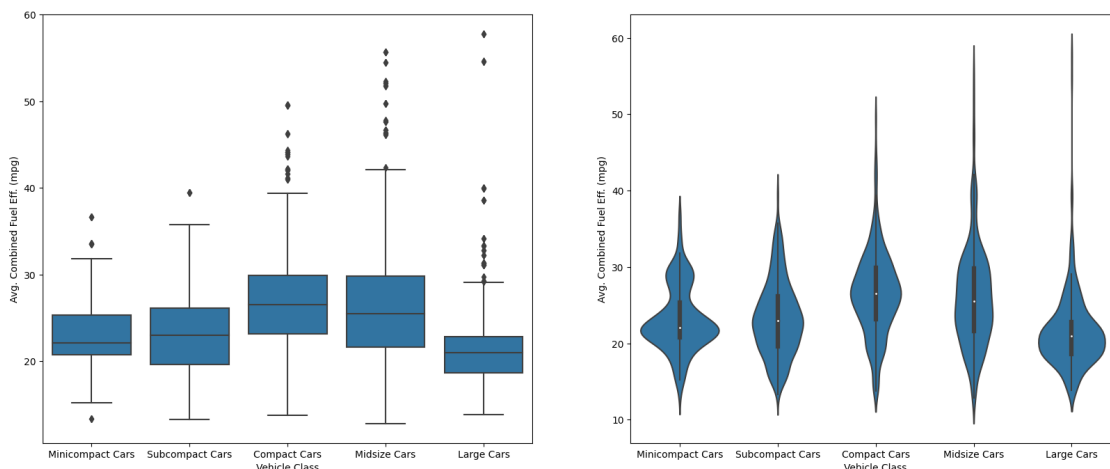 60
50
40
30
20
Avg. Combined Fuel Eff. (mpg)
Minicompact Cars Subcompact Cars Compact Cars Midsize Cars Large Cars
Vehicle Class
60
50
40
30
20
10
Avg. Combined Fuel Eff. (mpg)
Minicompact Cars Subcompact Cars Compact Cars Midsize Cars Large Cars
Vehicle Class